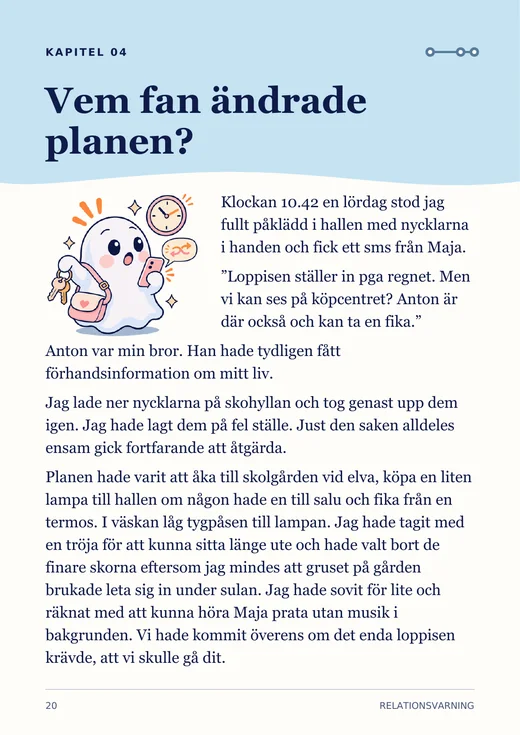 KAPITEL 04
Vem fan ändrade
planen?
Klockan 10.42 en lördag stod jag
fullt påklädd i hallen med nycklarna
i handen och fick ett sms från Maja.
”Loppisen ställer in pga regnet. Men
vi kan ses på köpcentret? Anton är
där också och kan ta en fika.”
Anton var min bror. Han hade tydligen fått
förhandsinformation om mitt liv.
Jag lade ner nycklarna på skohyllan och tog genast upp dem
igen. Jag hade lagt dem på fel ställe. Just den saken alldeles
ensam gick fortfarande att åtgärda.
Planen hade varit att åka till skolgården vid elva, köpa en liten
lampa till hallen om någon hade en till salu och fika från en
termos. I väskan låg tygpåsen till lampan. Jag hade tagit med
en tröja för att kunna sitta länge ute och hade valt bort de
finare skorna eftersom jag mindes att gruset på gården
brukade leta sig in under sulan. Jag hade sovit för lite och
räknat med att kunna höra Maja prata utan musik i
bakgrunden. Vi hade kommit överens om det enda loppisen
krävde, att vi skulle gå dit.
20
RELATIONSVARNING